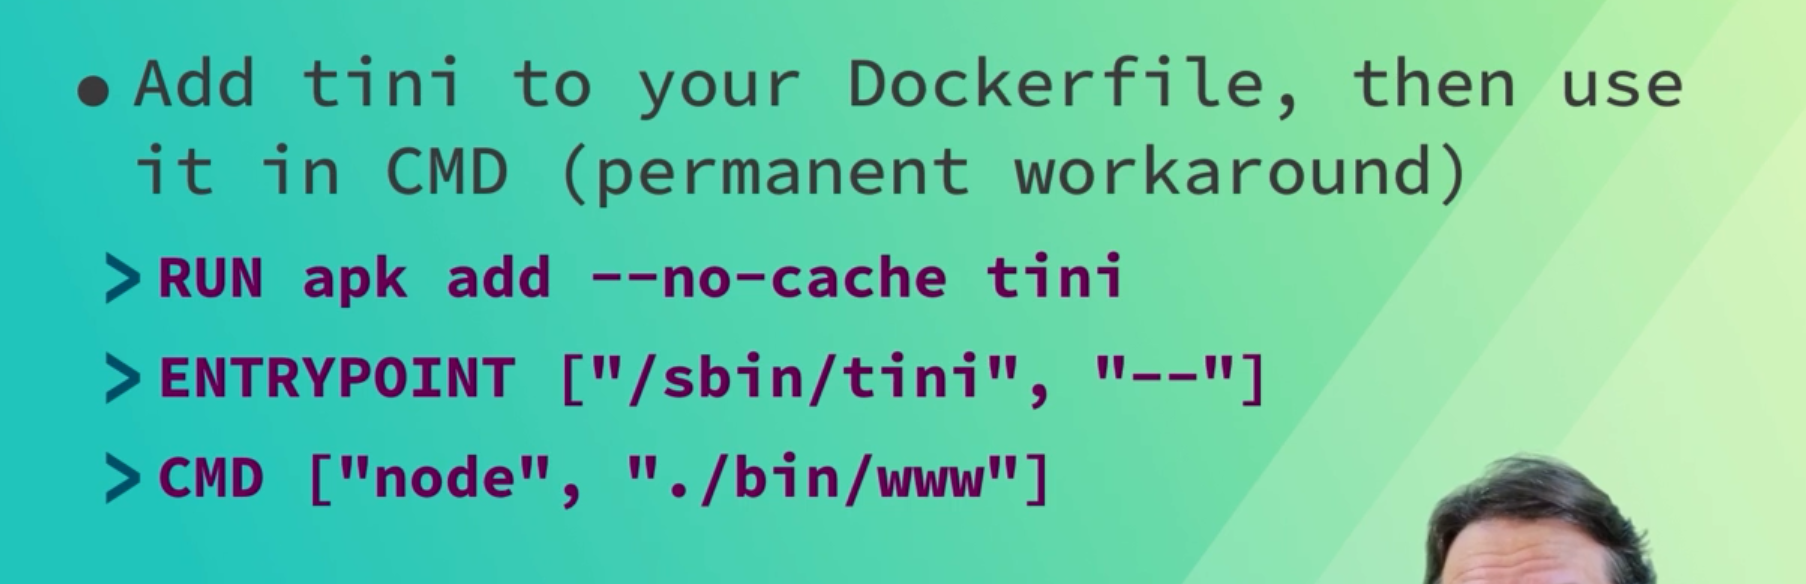 ● Add tini to your Dockerfile, then use
it in CMD (permanent workaround)
> RUN apk add --no-cache tini
> ENTRYPOINT ["/sbin/tini", "--"]
> CMD ["node", "./bin/www"]